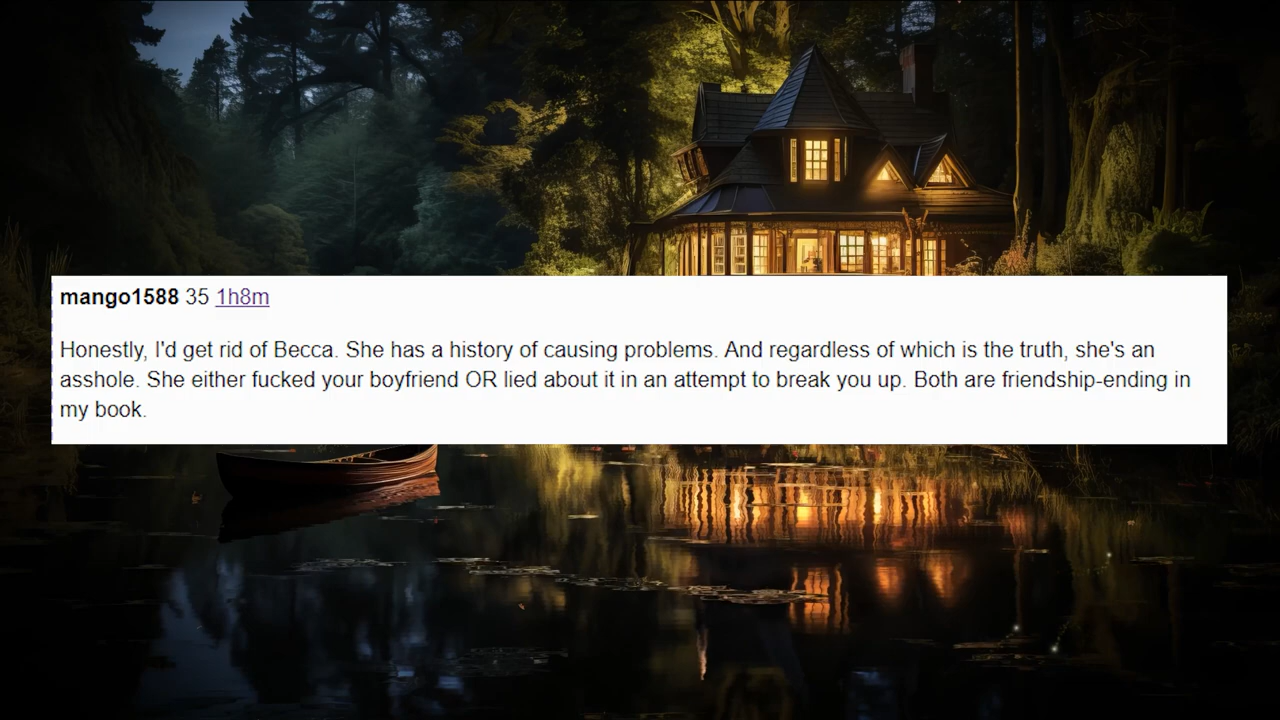 mango1588 35 1h8m
Honestly, I'd get rid of Becca. She has a history of causing problems. And regardless of which is the truth, she's an
asshole. She either fucked your boyfriend OR lied about it in an attempt to break you up. Both are friendship-ending in
my book.